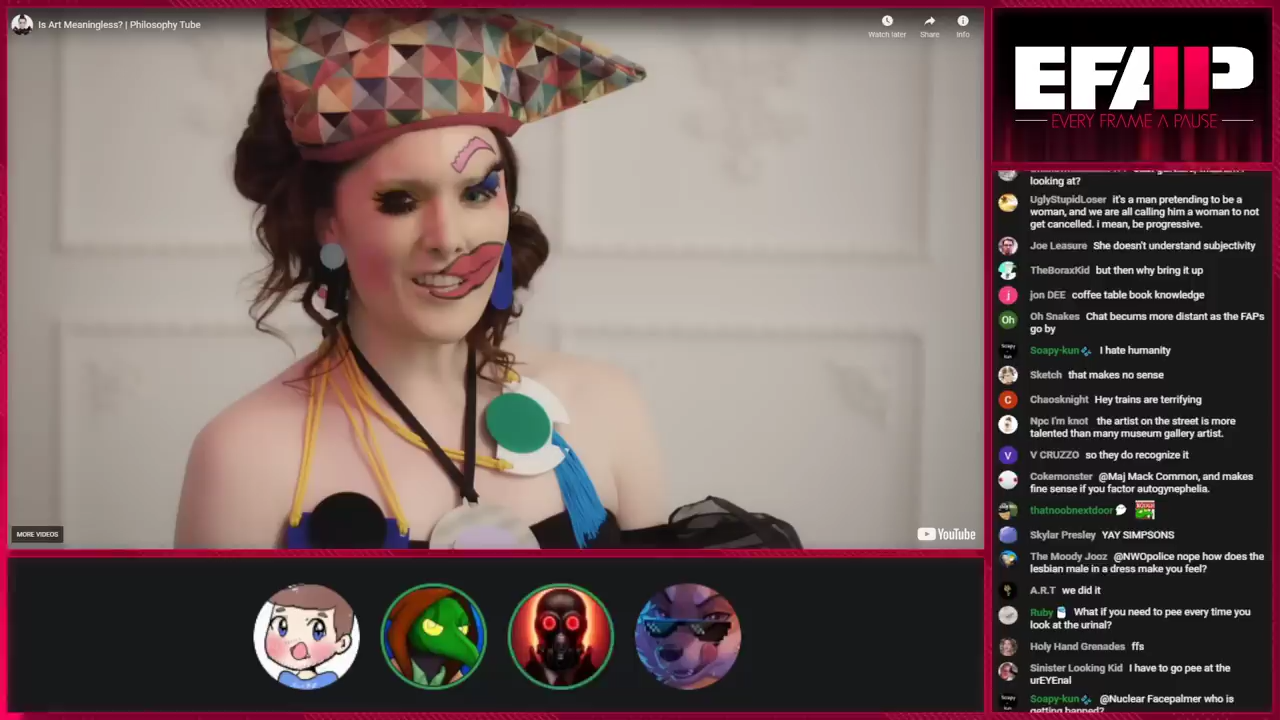 Is Art Meaningless? | Philosophy Tube
Watch later
Share
Info
MORE VIDEOS
YouTube
EFAP
EVERY FRAME A PAUSE
looking at?
UglyStupidLoser it's a man pretending to be a
woman, and we are all calling him a woman to not
get cancelled. i mean, be progressive.
Joe Leasure She doesn't understand subjectivity
TheBoraxKid but then why bring it up
j
jon DEE coffee table book knowledge
Oh
Oh Snakes Chat becums more distant as the FAPs
go by
Soapy-kun I hate humanity
Sketch that makes no sense
C
Chaosknight Hey trains are terrifying
Npc I'm knot the artist on the street is more
talented than many museum gallery artist.
V
V CRUZZO so they do recognize it
Cokemonster @Maj Mack Common, and makes
fine sense if you factor autogynephelia.
thatnoobnextdoor
Skylar Presley YAY SIMPSONS
The Moody Jooz @NWOpolice nope how does the
lesbian male in a dress make you feel?
A.R.T we did it
Ruby What if you need to pee every time you
look at the urinal?
Holy Hand Grenades ffs
Sinister Looking Kid I have to go pee at the
urEYEnal
Soapy-kun @Nuclear Facepalmer who is
getting banned?